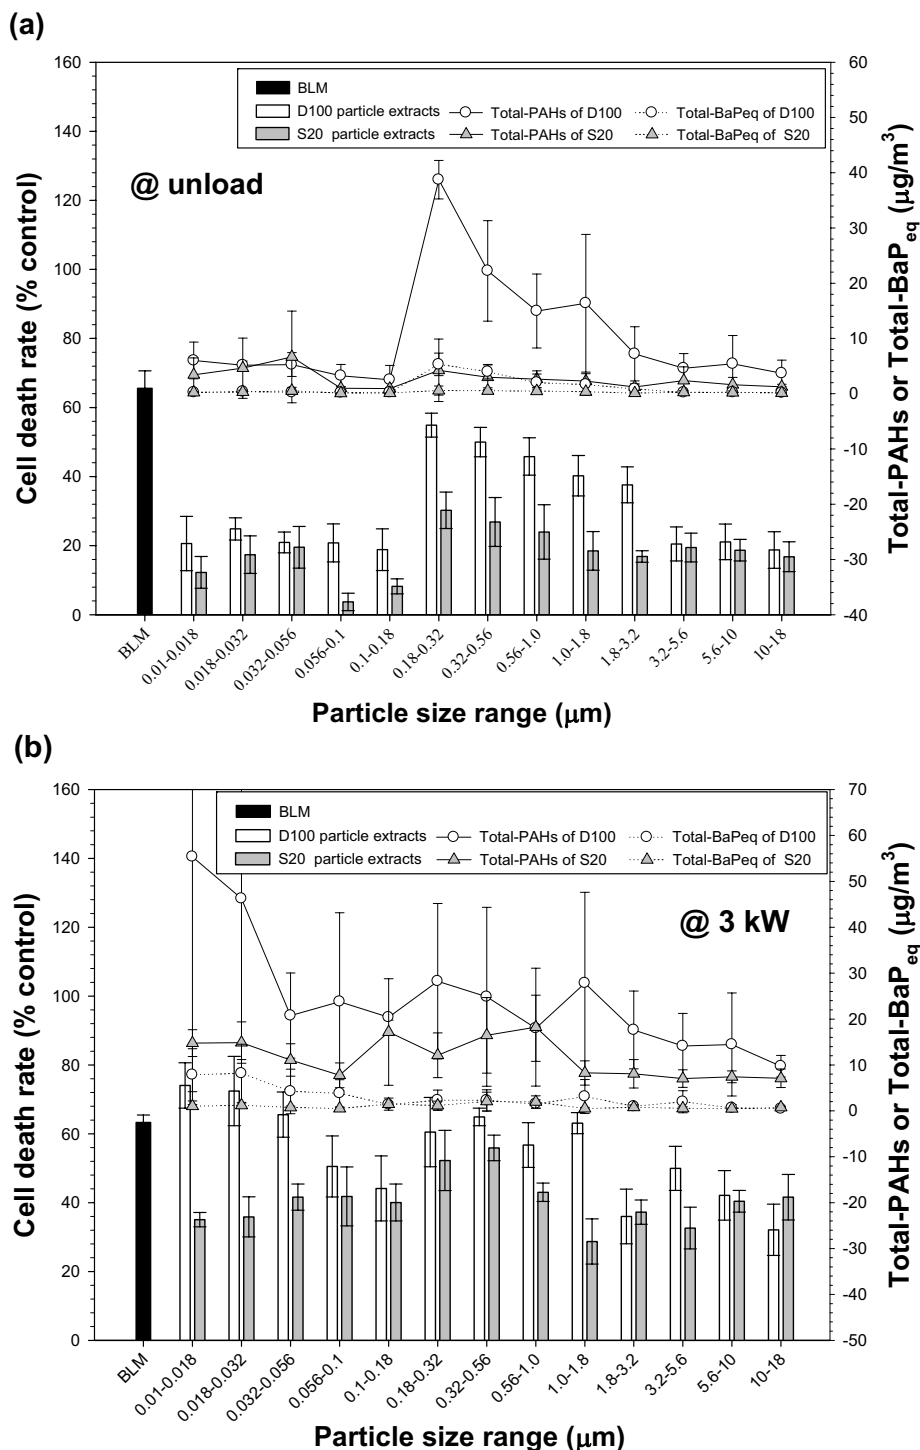 (a)
160
140
120
100
80
60
40
20
0
Cell death rate (% control)
BLM
D100 particle extracts
S20 particle extracts
Total-PAHs of D100
Total-PAHs of S20
Total-BaPeq of D100
Total-BaPeq of S20
@ unload
60
50
40
30
20
10
0
-10
-20
-30
-40
Total-PAHs or Total-BaPeq (μg/m3)
BLM
0.01-0.018
0.018-0.032
0.032-0.056
0.056-0.1
0.1-0.18
0.18-0.32
0.32-0.56
0.56-1.0
1.0-1.8
1.8-3.2
3.2-5.6
5.6-10
10-18
Particle size range (μm)
(b)
160
140
120
100
80
60
40
20
0
Cell death rate (% control)
BLM
D100 particle extracts
S20 particle extracts
Total-PAHs of D100
Total-PAHs of S20
Total-BaPeq of D100
Total-BaPeq of S20
@ 3 kW
70
60
50
40
30
20
10
0
-10
-20
-30
-40
-50
Total-PAHs or Total-BaPeq (μg/m3)
BLM
0.01-0.018
0.018-0.032
0.032-0.056
0.056-0.1
0.1-0.18
0.18-0.32
0.32-0.56
0.56-1.0
1.0-1.8
1.8-3.2
3.2-5.6
5.6-10
10-18
Particle size range (μm)